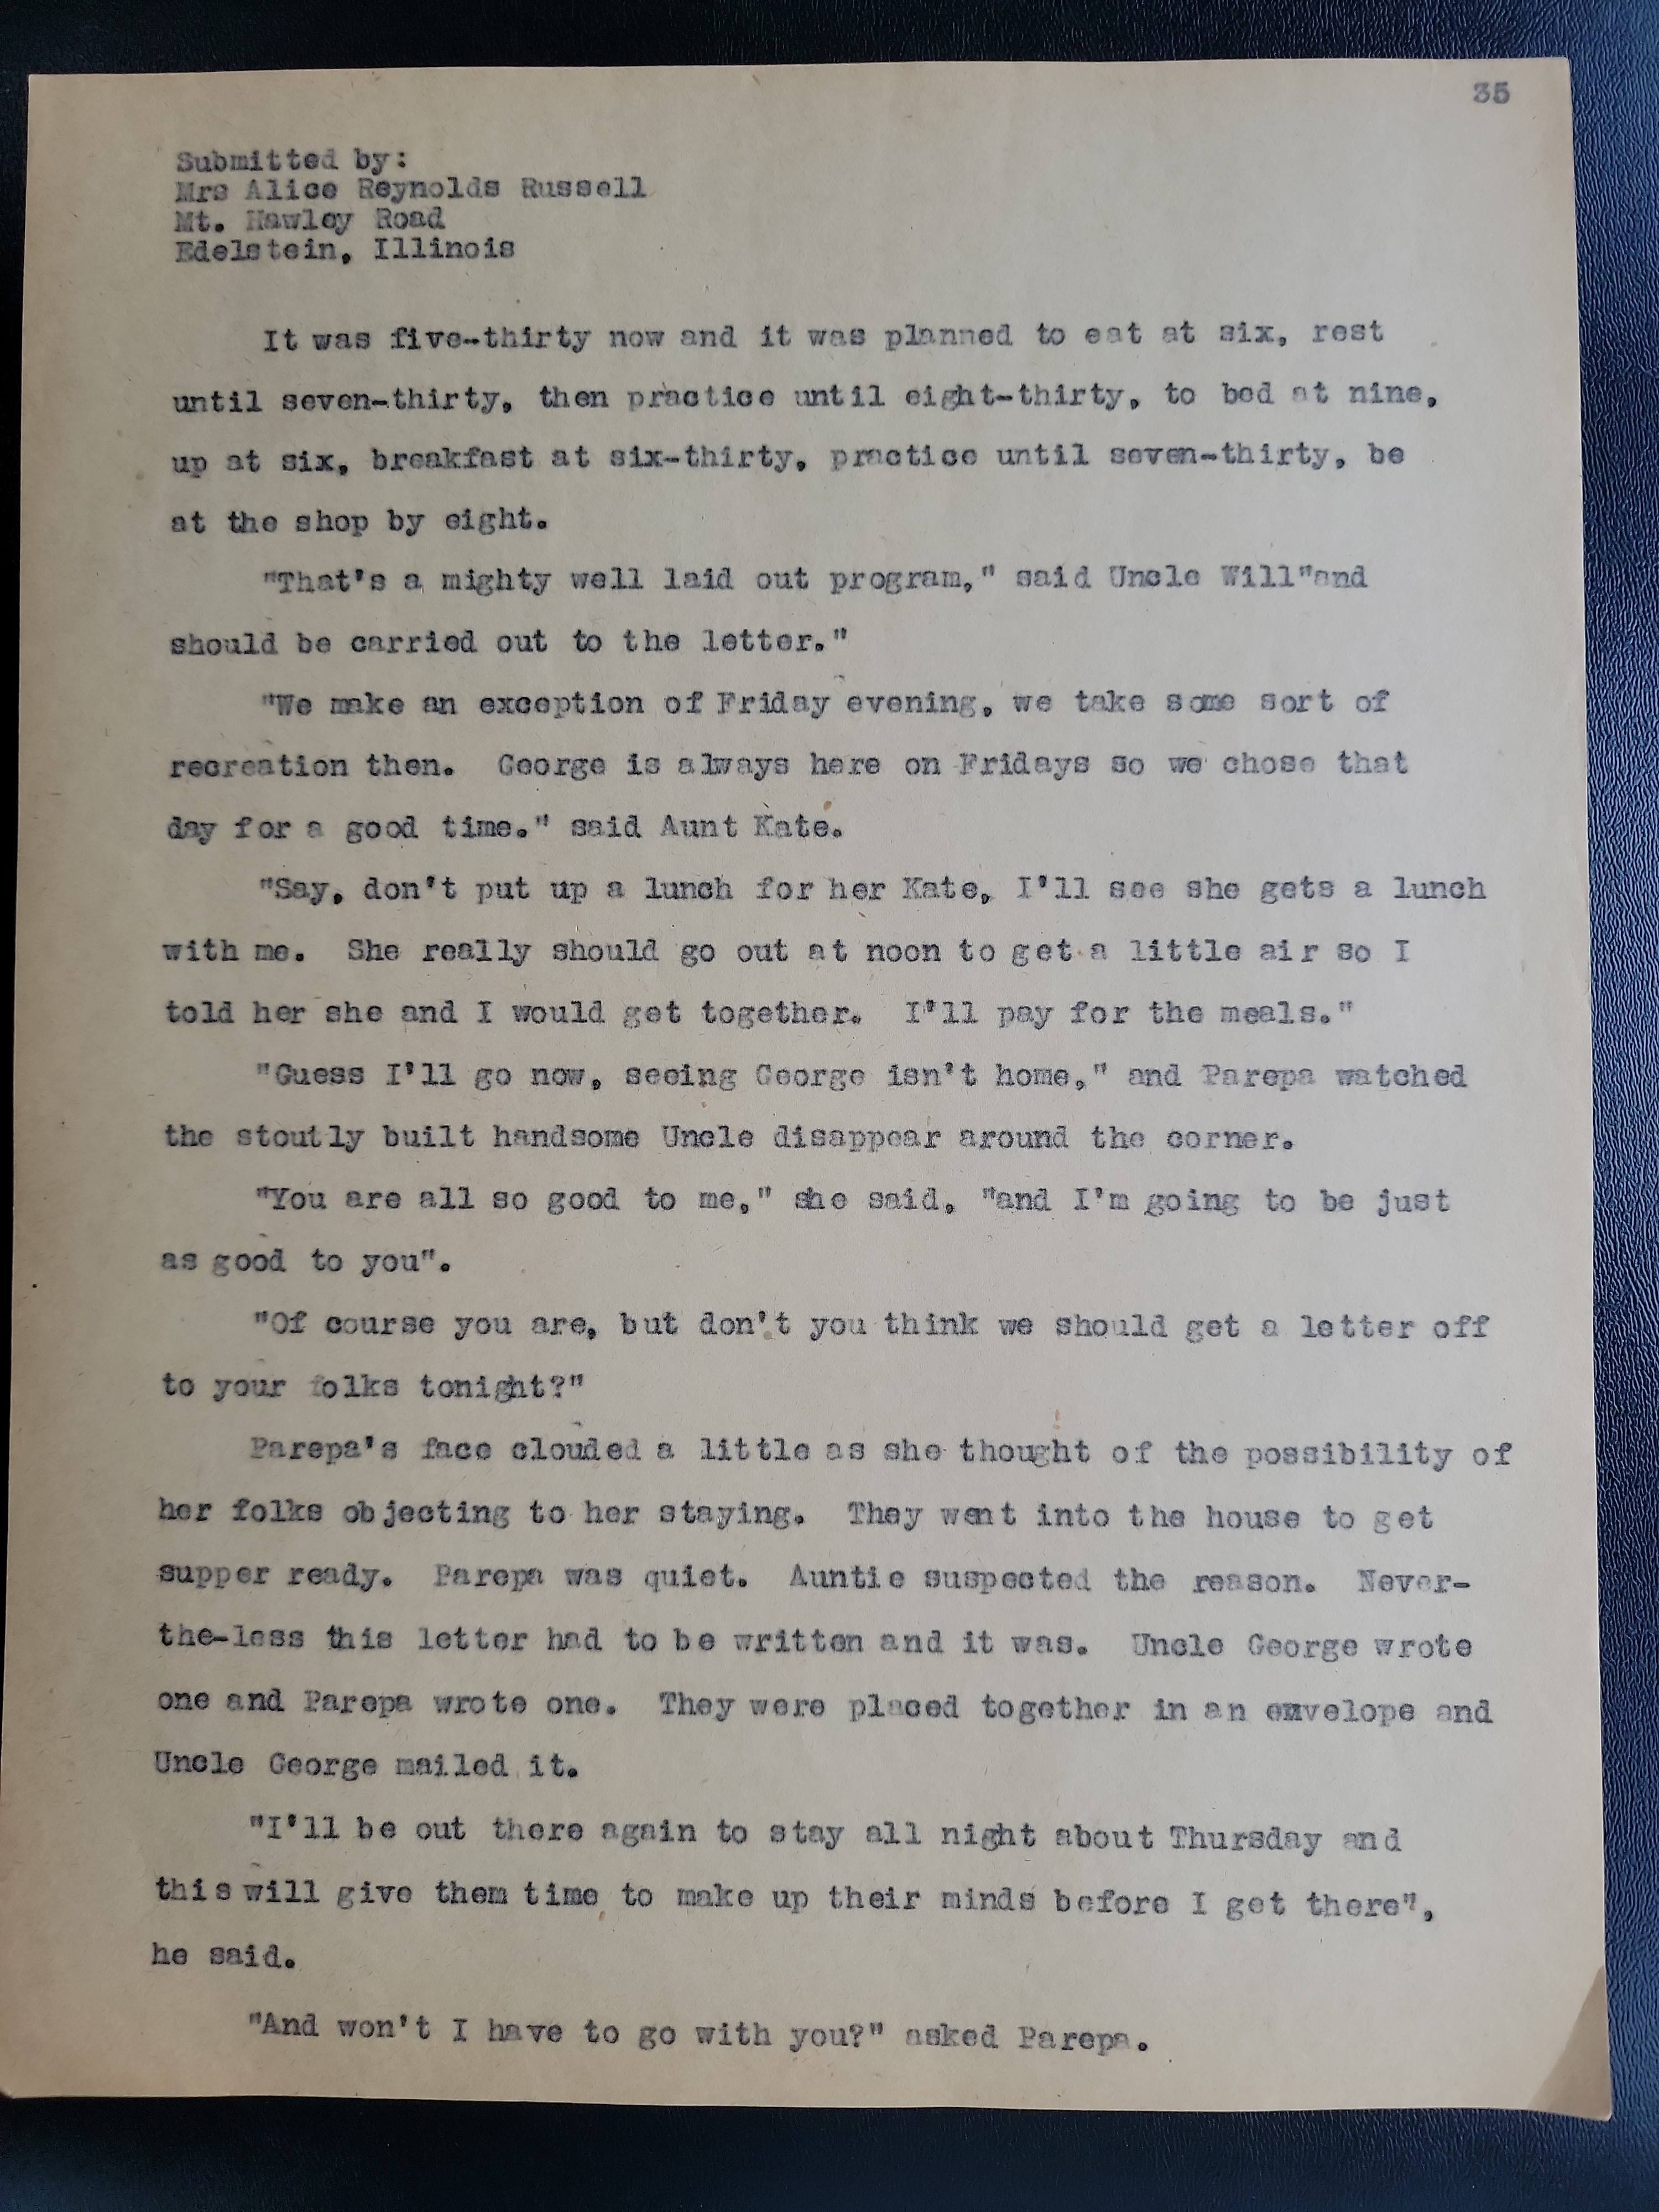 35
Submitted by:
Mrs Alice Reynolds Russell
Mt. Hawley Road
Edelstein, Illinois
It was five-thirty now and it was planned to eat at six, rest
until seven-thirty, then practice until eight-thirty, to bed at nine,
up at six, breakfast at six-thirty, practice until seven-thirty, be
at the shop by eight.
"That's a mighty well laid out program," said Uncle Will"and
should be carried out to the letter."
"We make an exception of Friday evening, we take some sort of
recreation then. George is always here on Fridays so we chose that
day for a good time." said Aunt Kate.
"Say, don't put up a lunch for her Kate, I'll see she gets a lunch
with me. She really should go out at noon to get a little air so I
told her she and I would get together. I'll pay for the meals."
"Guess I'll go now, seeing George isn't home," and Parepa watched
the stoutly built handsome Uncle disappear around the corner.
"You are all so good to me," she said, "and I'm going to be just
as good to you".
"Of course you are, but don't you think we should get a letter off
to your folks tonight?"
Parepa's face clouded a little as she thought of the possibility of
her folks objecting to her staying. They went into the house to get
supper ready. Parepa was quiet. Auntie suspected the reason. Never-
the-less this letter had to be written and it was. Uncle George wrote
one and Parepa wrote one. They were placed together in an envelope and
Uncle George mailed it.
"I'll be out there again to stay all night about Thursday and
this will give them time to make up their minds before I get there",
he said.
"And won't I have to go with you?" asked Parepa.